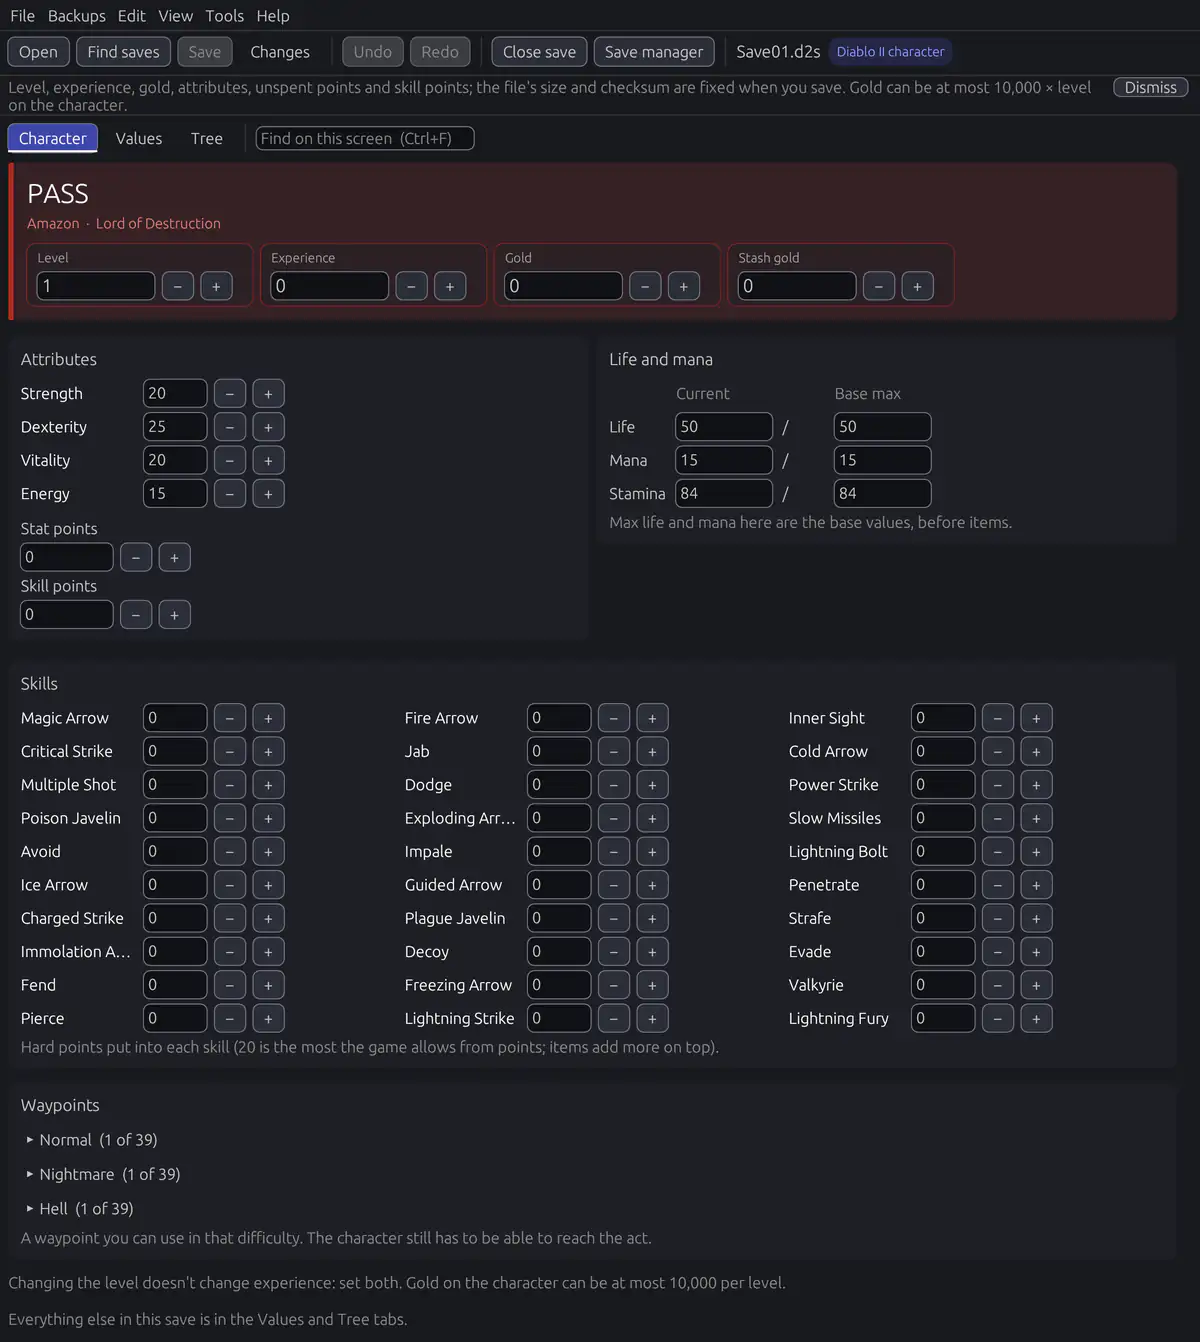 File Backups Edit View Tools Help
Open Find saves Save Changes Undo Redo Close save Save manager Save01.d2s Diablo II character
Level, experience, gold, attributes, unspent points and skill points; the file's size and checksum are fixed when you save. Gold can be at most 10,000 × level
on the character.
Dismiss
Character Values Tree Find on this screen (Ctrl+F)
PASS
Amazon · Lord of Destruction
Level Experience Gold Stash gold
1 − + 0 − + 0 − + 0 − +
Attributes
Strength 20 − +
Dexterity 25 − +
Vitality 20 − +
Energy 15 − +
Stat points
0 − +
Skill points
0 − +
Life and mana
Current Base max
Life 50 / 50
Mana 15 / 15
Stamina 84 / 84
Max life and mana here are the base values, before items.
Skills
Magic Arrow 0 − + Fire Arrow 0 − + Inner Sight 0 − +
Critical Strike 0 − + Jab 0 − + Cold Arrow 0 − +
Multiple Shot 0 − + Dodge 0 − + Power Strike 0 − +
Poison Javelin 0 − + Exploding Arr… 0 − + Slow Missiles 0 − +
Avoid 0 − + Impale 0 − + Lightning Bolt 0 − +
Ice Arrow 0 − + Guided Arrow 0 − + Penetrate 0 − +
Charged Strike 0 − + Plague Javelin 0 − + Strafe 0 − +
Immolation A… 0 − + Decoy 0 − + Evade 0 − +
Fend 0 − + Freezing Arrow 0 − + Valkyrie 0 − +
Pierce 0 − + Lightning Strike 0 − + Lightning Fury 0 − +
Hard points put into each skill (20 is the most the game allows from points; items add more on top).
Waypoints
▸ Normal (1 of 39)
▸ Nightmare (1 of 39)
▸ Hell (1 of 39)
A waypoint you can use in that difficulty. The character still has to be able to reach the act.
Changing the level doesn't change experience: set both. Gold on the character can be at most 10,000 per level.
Everything else in this save is in the Values and Tree tabs.